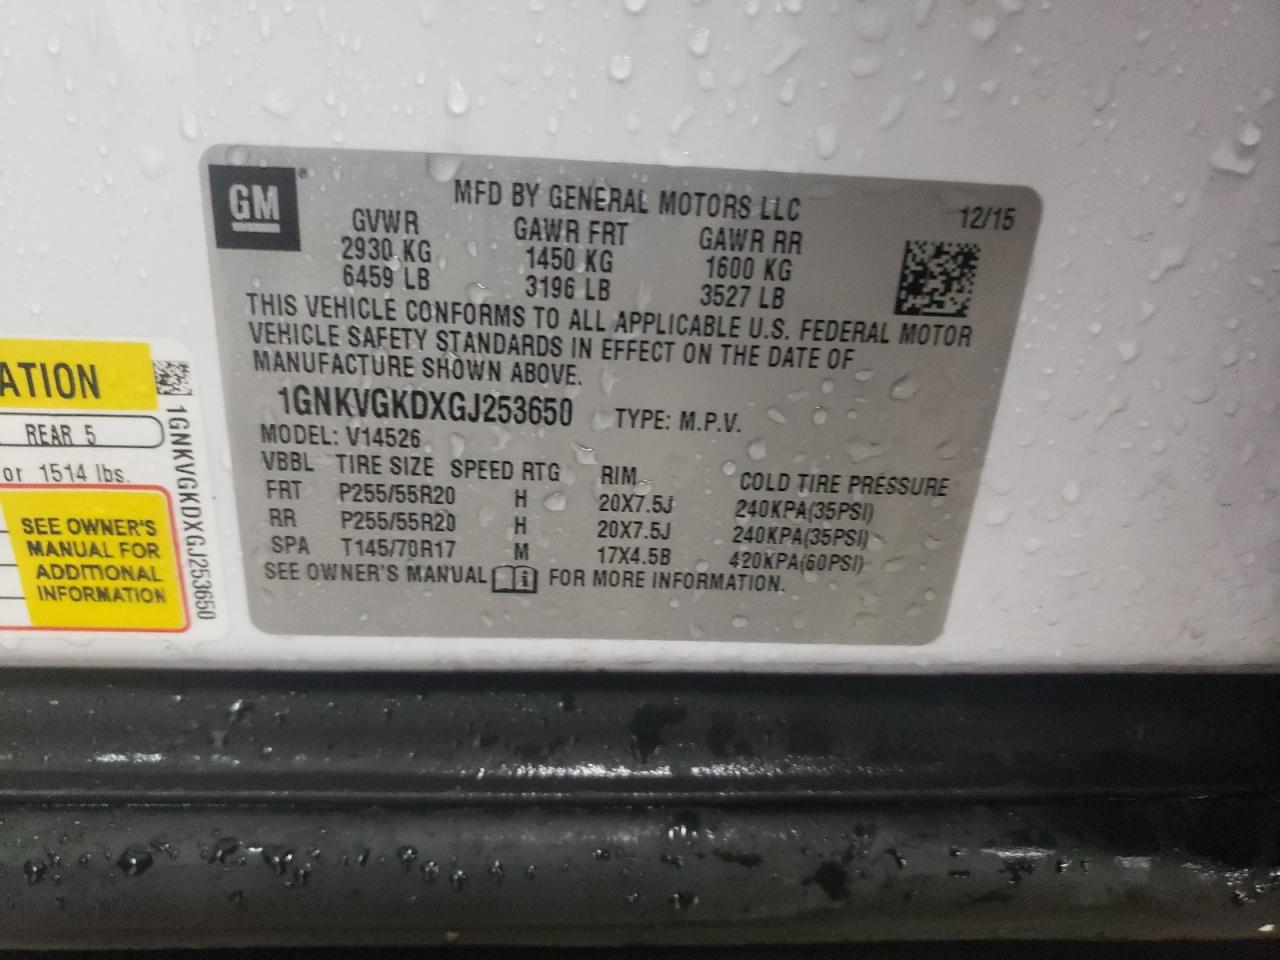 GM
MFD BY GENERAL MOTORS LLC
12/15
GVWR GAWR FRT GAWR RR
2930 KG 1450 KG 1600 KG
6459 LB 3196 LB 3527 LB
THIS VEHICLE CONFORMS TO ALL APPLICABLE U.S. FEDERAL MOTOR
VEHICLE SAFETY STANDARDS IN EFFECT ON THE DATE OF
MANUFACTURE SHOWN ABOVE.
1GNKVGKDXGJ253650 TYPE: M.P.V.
MODEL: V14526
VBBL TIRE SIZE SPEED RTG RIM COLD TIRE PRESSURE
FRT P255/55R20 H 20X7.5J 240KPA(35PSI)
RR P255/55R20 H 20X7.5J 240KPA(35PSI)
SPA T145/70R17 M 17X4.5B 420KPA(60PSI)
SEE OWNER'S MANUAL FOR MORE INFORMATION.
ATION
REAR 5
or 1514 lbs.
SEE OWNER'S
MANUAL FOR
ADDITIONAL
INFORMATION
1GNKVGKDXGJ253650